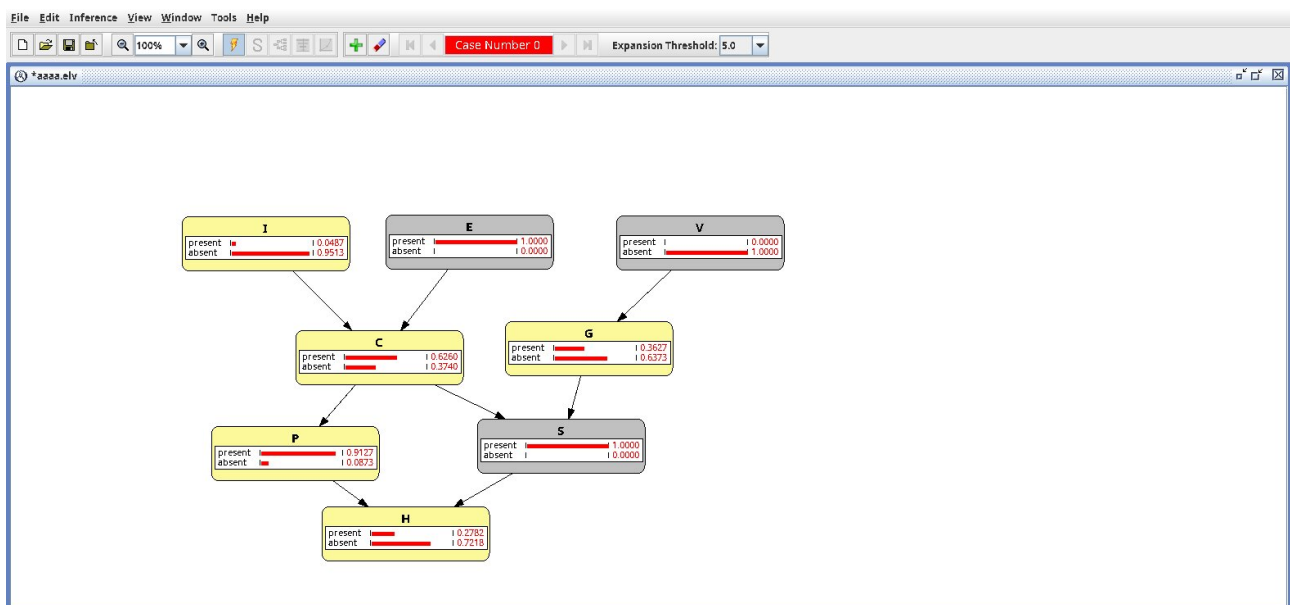 File Edit Inference View Window Tools Help
100% S Case Number 0 Expansion Threshold: 5.0
*aaaa.elv
I
present 0.0487
absent 0.9513
E
present 1.0000
absent 0.0000
V
present 0.0000
absent 1.0000
C
present 0.6260
absent 0.3740
G
present 0.3627
absent 0.6373
P
present 0.9127
absent 0.0873
S
present 1.0000
absent 0.0000
H
present 0.2782
absent 0.7218